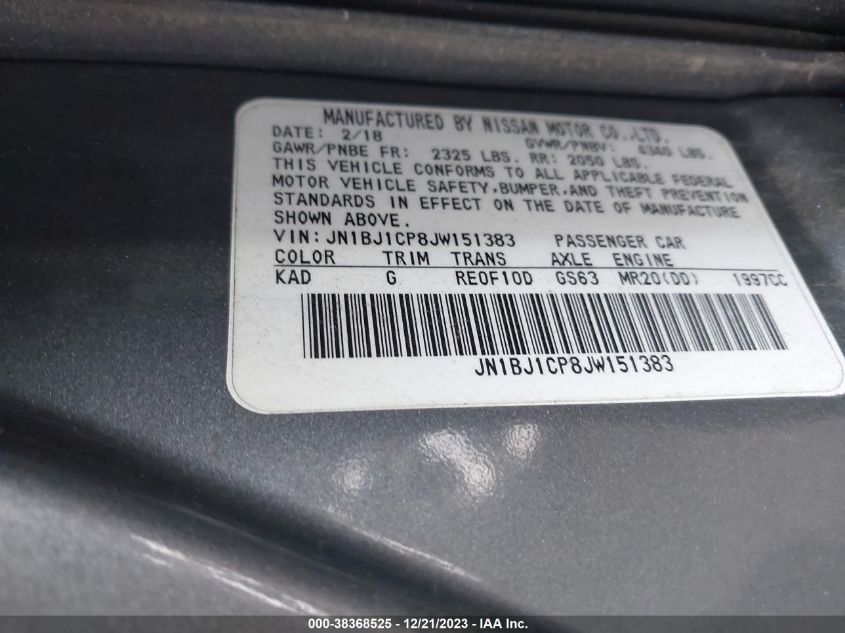 MANUFACTURED BY NISSAN MOTOR CO.,LTD.
DATE: 2/18 GVWR/PNBV: 4340 LBS.
GAWR/PNBE FR: 2325 LBS. RR: 2050 LBS.
THIS VEHICLE CONFORMS TO ALL APPLICABLE FEDERAL
MOTOR VEHICLE SAFETY,BUMPER,AND THEFT PREVENTION
STANDARDS IN EFFECT ON THE DATE OF MANUFACTURE
SHOWN ABOVE.
VIN: JN1BJ1CP8JW151383 PASSENGER CAR
COLOR TRIM TRANS AXLE ENGINE
KAD G RE0F10D GS63 MR20(DD) 1997CC
JN1BJ1CP8JW151383
000-38368525 - 12/21/2023 - IAA Inc.